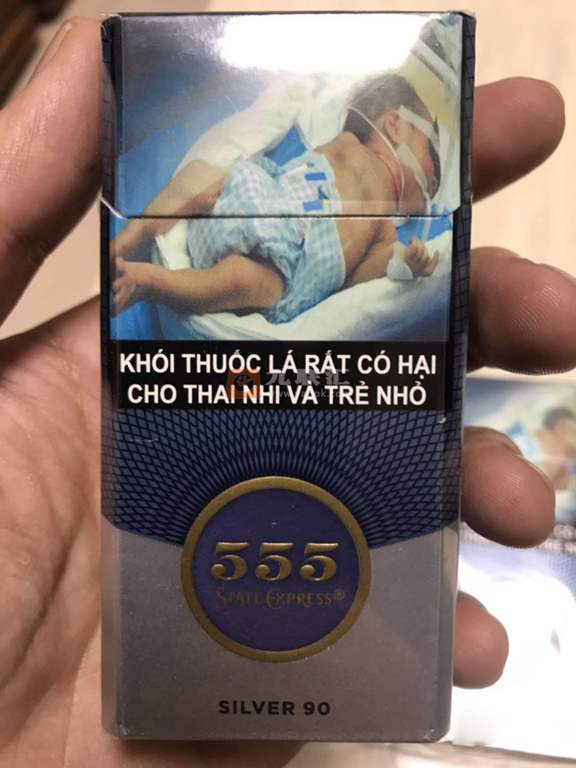 KHÓI THUỐC LÁ RẤT CÓ HẠI
CHO THAI NHI VÀ TRẺ NHỎ
555
STATE EXPRESS®
SILVER 90